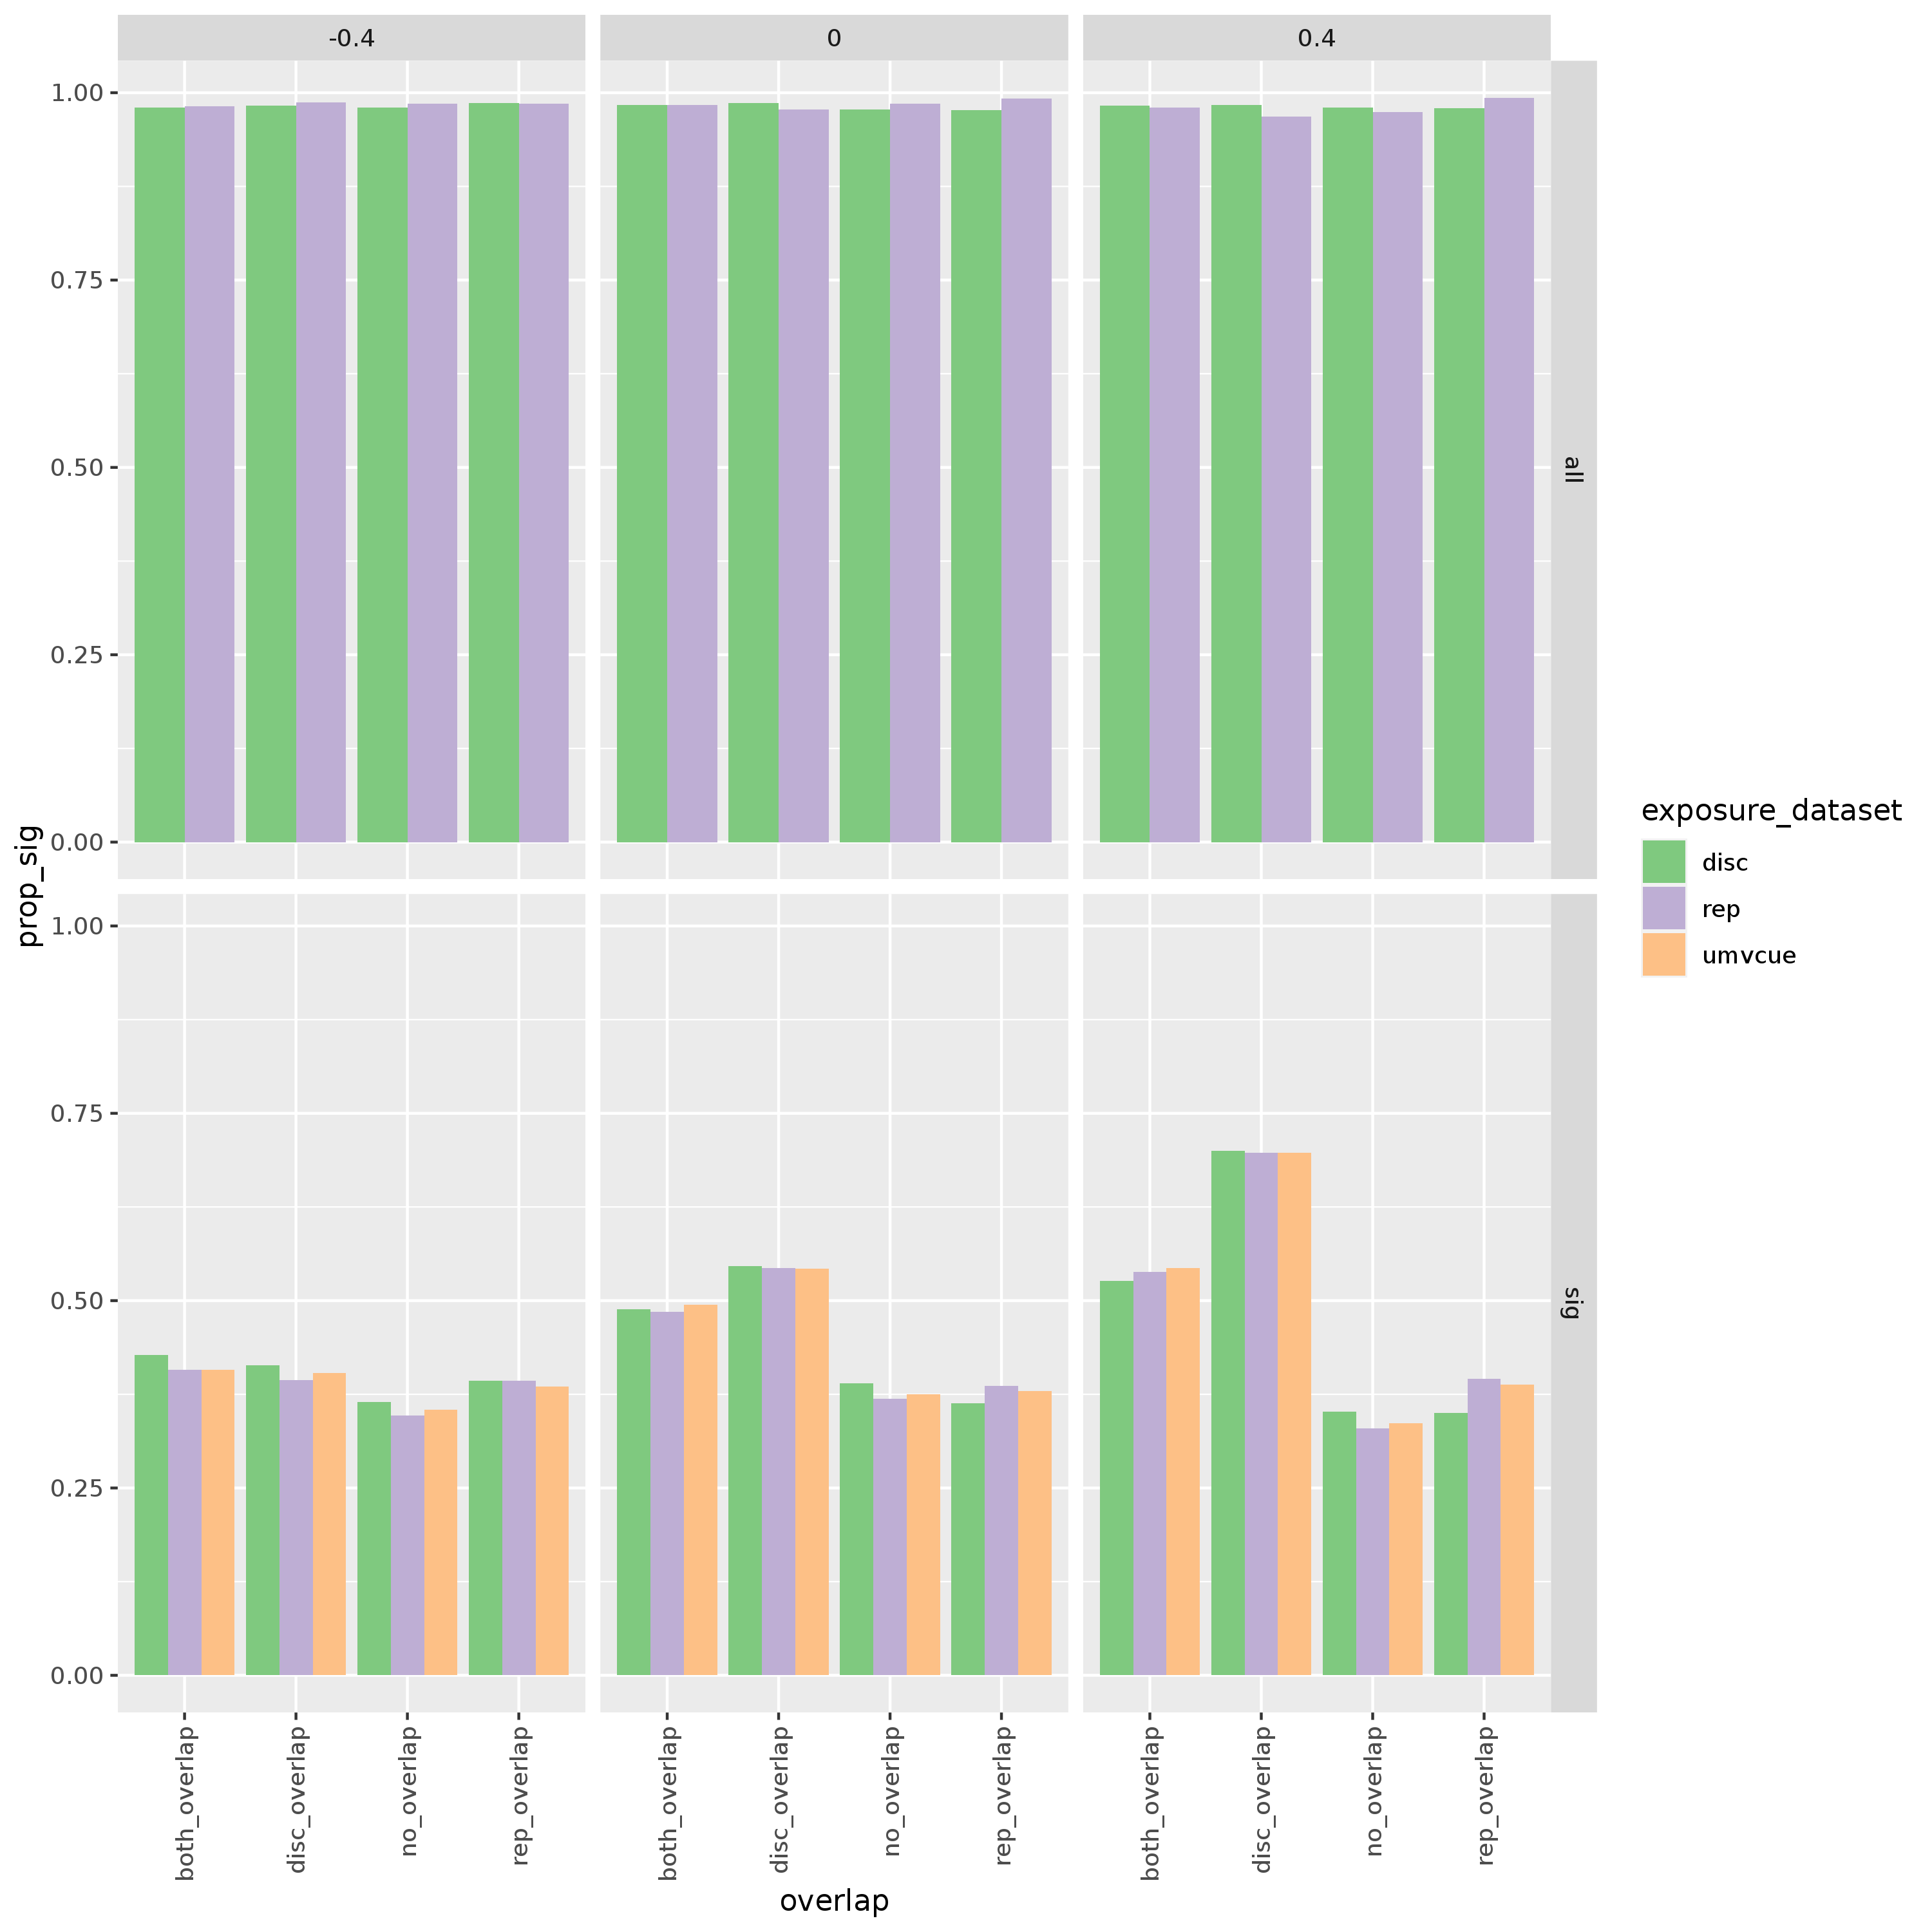 -0.4
0
0.4
1.00
0.75
0.50
0.25
0.00
all
prop_sig
1.00
0.75
0.50
0.25
0.00
sig
both_overlap
disc_overlap
no_overlap
rep_overlap
both_overlap
disc_overlap
no_overlap
rep_overlap
both_overlap
disc_overlap
no_overlap
rep_overlap
overlap
exposure_dataset
disc
rep
umvcue